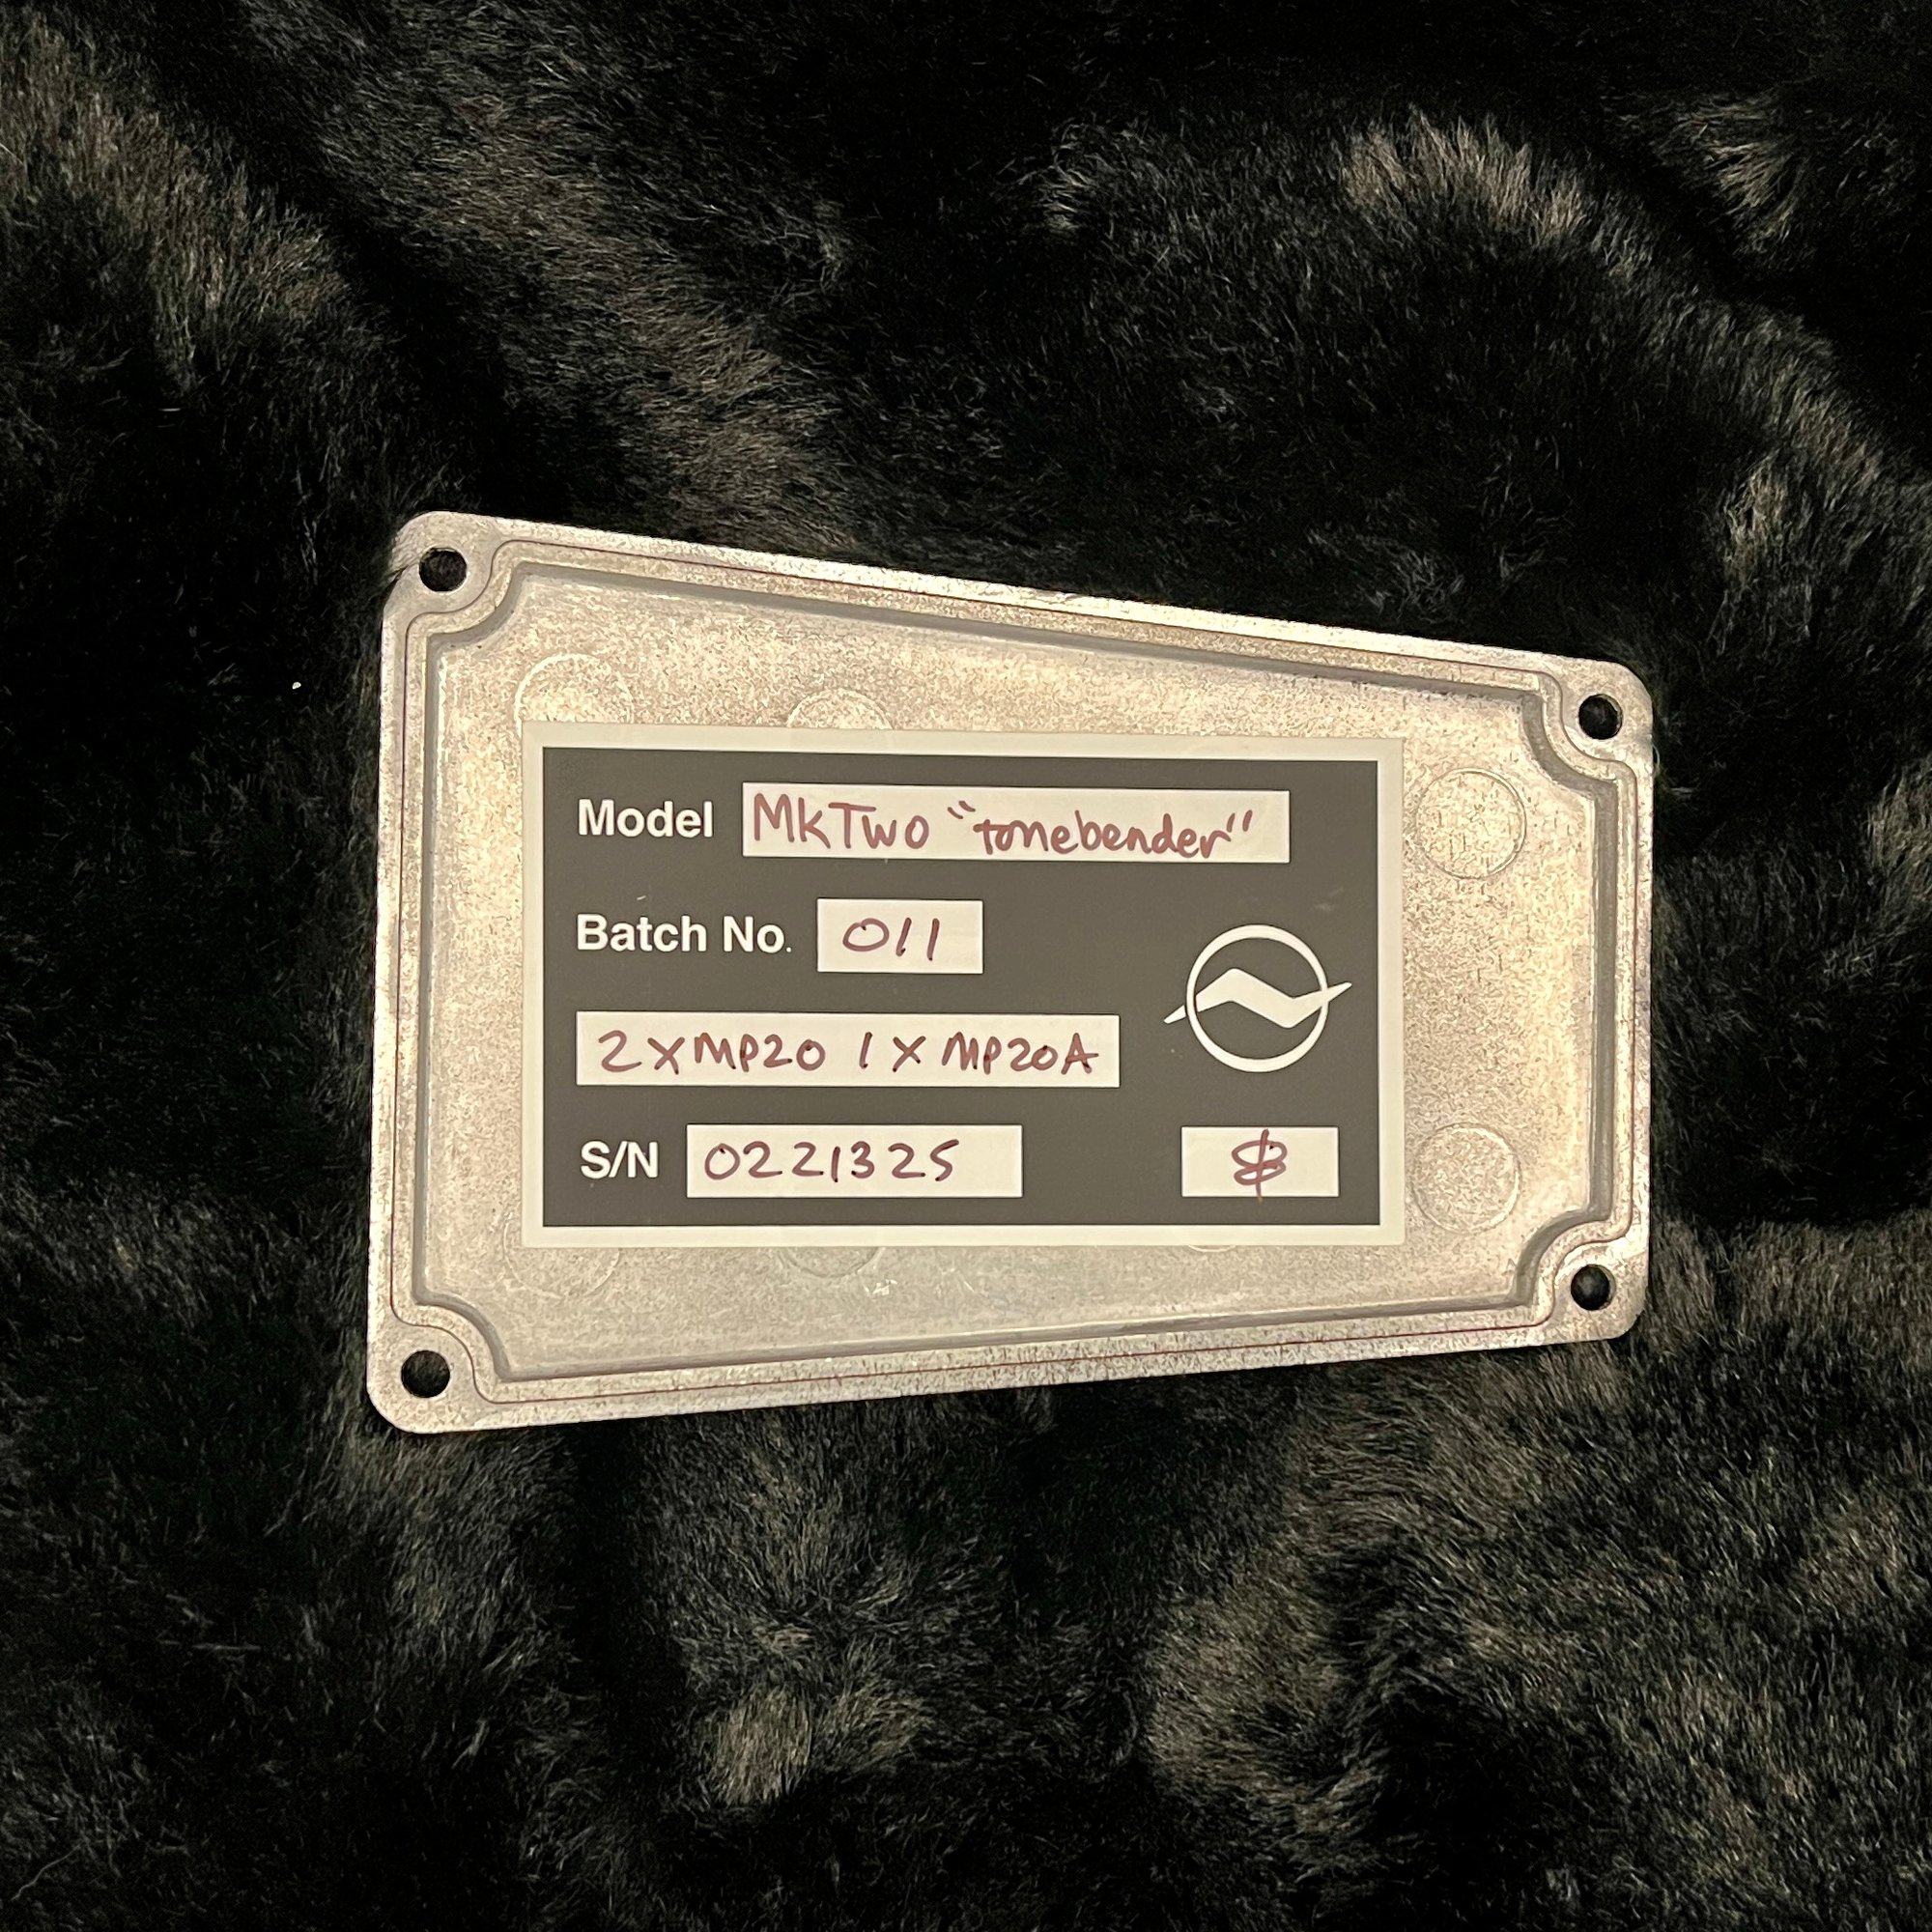 Model MkTwo "tonebender"
Batch No. 011
2xMP20 1xMP20A
S/N 0221325